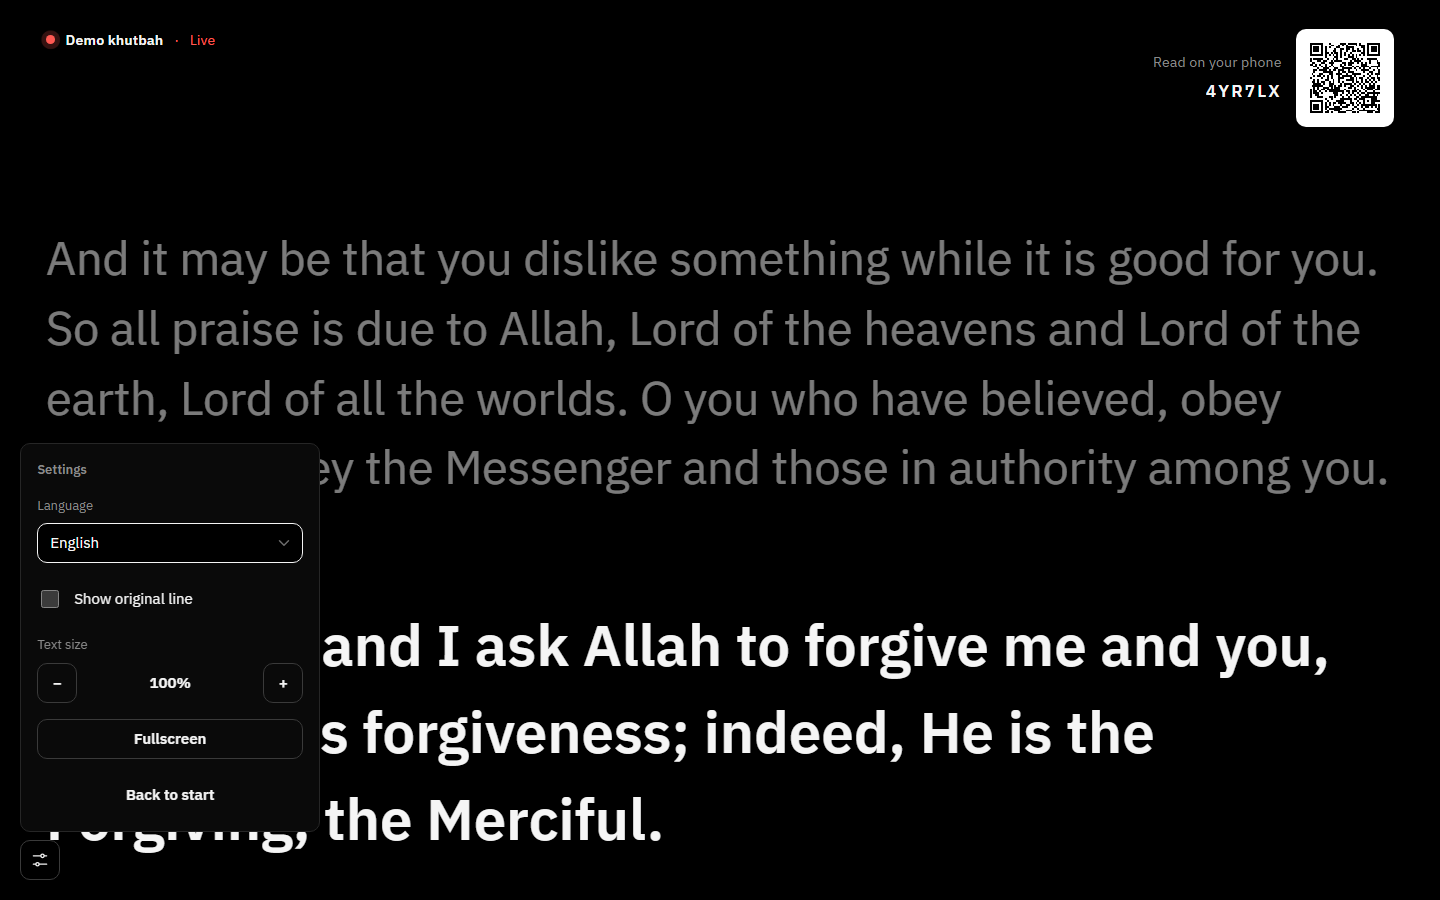 Demo khutbah · Live
Read on your phone
4YR7LX
And it may be that you dislike something while it is good for you.
So all praise is due to Allah, Lord of the heavens and Lord of the
earth, Lord of all the worlds. O you who have believed, obey
the Messenger and those in authority among you.
and I ask Allah to forgive me and you,
forgiveness; indeed, He is the
Forgiving, the Merciful.
Settings
Language
English
Show original line
Text size
− 100% +
Fullscreen
Back to start